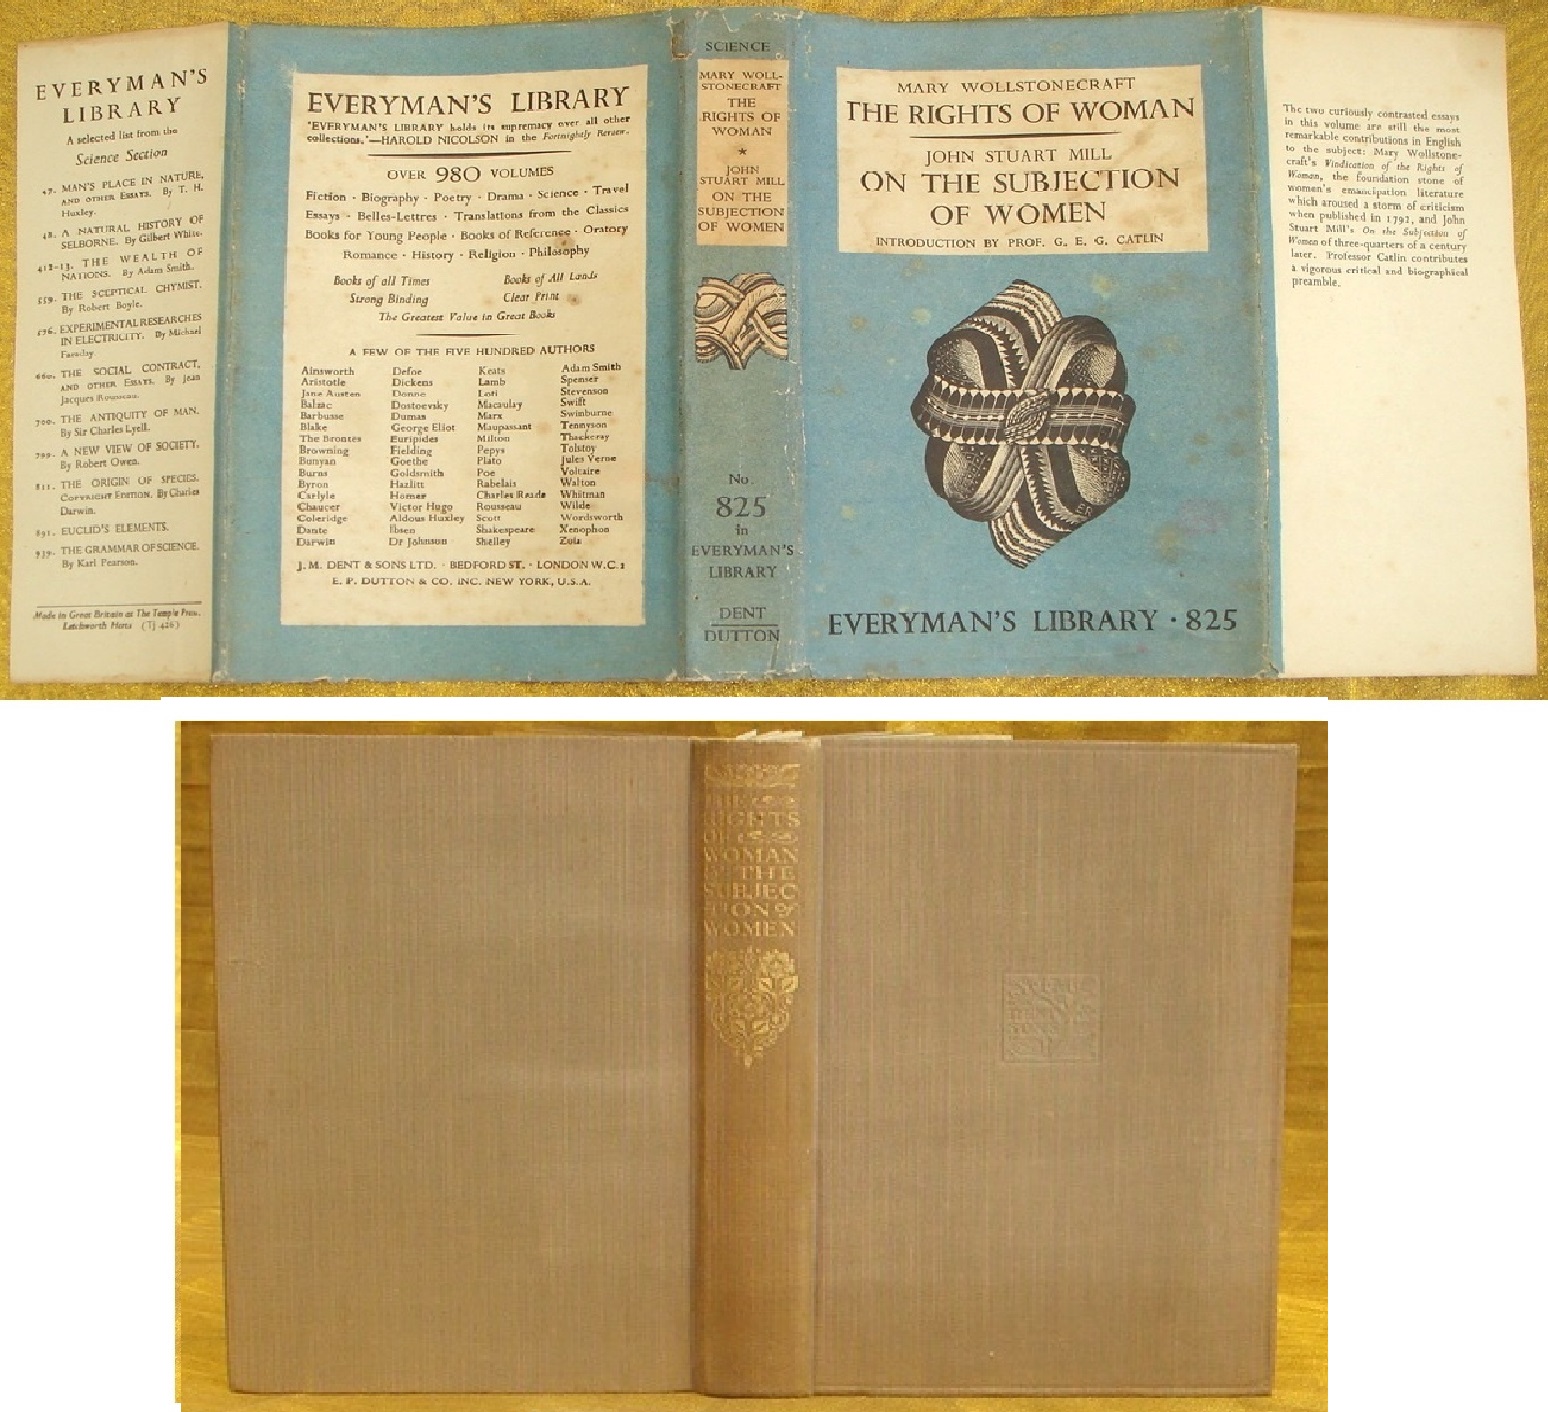 EVERYMAN'S
LIBRARY
A selected list from the
Science Section
47. MAN'S PLACE IN NATURE,
AND OTHER ESSAYS. By T. H.
Huxley.
48. A NATURAL HISTORY OF
SELBORNE. By Gilbert White.
412-13. THE WEALTH OF
NATIONS. By Adam Smith.
559. THE SCEPTICAL CHYMIST.
By Robert Boyle.
576. EXPERIMENTAL RESEARCHES
IN ELECTRICITY. By Michael
Faraday.
660. THE SOCIAL CONTRACT,
AND OTHER ESSAYS. By Jean
Jacques Rousseau.
700. THE ANTIQUITY OF MAN.
By Sir Charles Lyell.
799. A NEW VIEW OF SOCIETY.
By Robert Owen.
811. THE ORIGIN OF SPECIES.
COPYRIGHT EDITION. By Charles
Darwin.
891. EUCLID'S ELEMENTS.
939. THE GRAMMAR OF SCIENCE.
By Karl Pearson.
Made in Great Britain at The Temple Press
Letchworth Herts (TJ 426)
EVERYMAN'S LIBRARY
'EVERYMAN'S LIBRARY holds its supremacy over all other
collections.'—HAROLD NICOLSON in the Fortnightly Review.
OVER 980 VOLUMES
Fiction · Biography · Poetry · Drama · Science · Travel
Essays · Belles-Lettres · Translations from the Classics
Books for Young People · Books of Reference · Oratory
Romance · History · Religion · Philosophy
Books of all Times Books of All Lands
Strong Binding Clear Print
The Greatest Value in Great Books
A FEW OF THE FIVE HUNDRED AUTHORS
Ainsworth Defoe Keats Adam Smith
Aristotle Dickens Lamb Spenser
Jane Austen Donne Loti Stevenson
Balzac Dostoevsky Macaulay Swift
Barbusse Dumas Marx Swinburne
Blake George Eliot Maupassant Tennyson
The Brontës Euripides Milton Thackeray
Browning Fielding Pepys Tolstoy
Bunyan Goethe Plato Jules Verne
Burns Goldsmith Poe Voltaire
Byron Hazlitt Rabelais Walton
Carlyle Homer Charles Reade Whitman
Chaucer Victor Hugo Rousseau Wilde
Coleridge Aldous Huxley Scott Wordsworth
Dante Ibsen Shakespeare Xenophon
Darwin Dr Johnson Shelley Zola
J. M. DENT & SONS LTD. · BEDFORD ST. · LONDON W.C.2
E. P. DUTTON & CO. INC. NEW YORK, U.S.A.
SCIENCE
MARY WOLL-
STONECRAFT
THE
RIGHTS OF
WOMAN
★
JOHN
STUART MILL
ON THE
SUBJECTION
OF WOMEN
No.
825
in
EVERYMAN'S
LIBRARY
DENT
DUTTON
MARY WOLLSTONECRAFT
THE RIGHTS OF WOMAN
JOHN STUART MILL
ON THE SUBJECTION
OF WOMEN
INTRODUCTION BY PROF. G. E. G. CATLIN
ER
EVERYMAN'S LIBRARY · 825
The two curiously contrasted essays
in this volume are still the most
remarkable contributions in English
to the subject: Mary Wollstone-
craft's Vindication of the Rights of
Woman, the foundation stone of
women's emancipation literature
which aroused a storm of criticism
when published in 1792, and John
Stuart Mill's On the Subjection of
Women of three-quarters of a century
later. Professor Catlin contributes
a vigorous critical and biographical
preamble.
THE
RIGHTS
OF
WOMAN
& THE
SUBJEC
TION OF
WOMEN
DENT
SONS